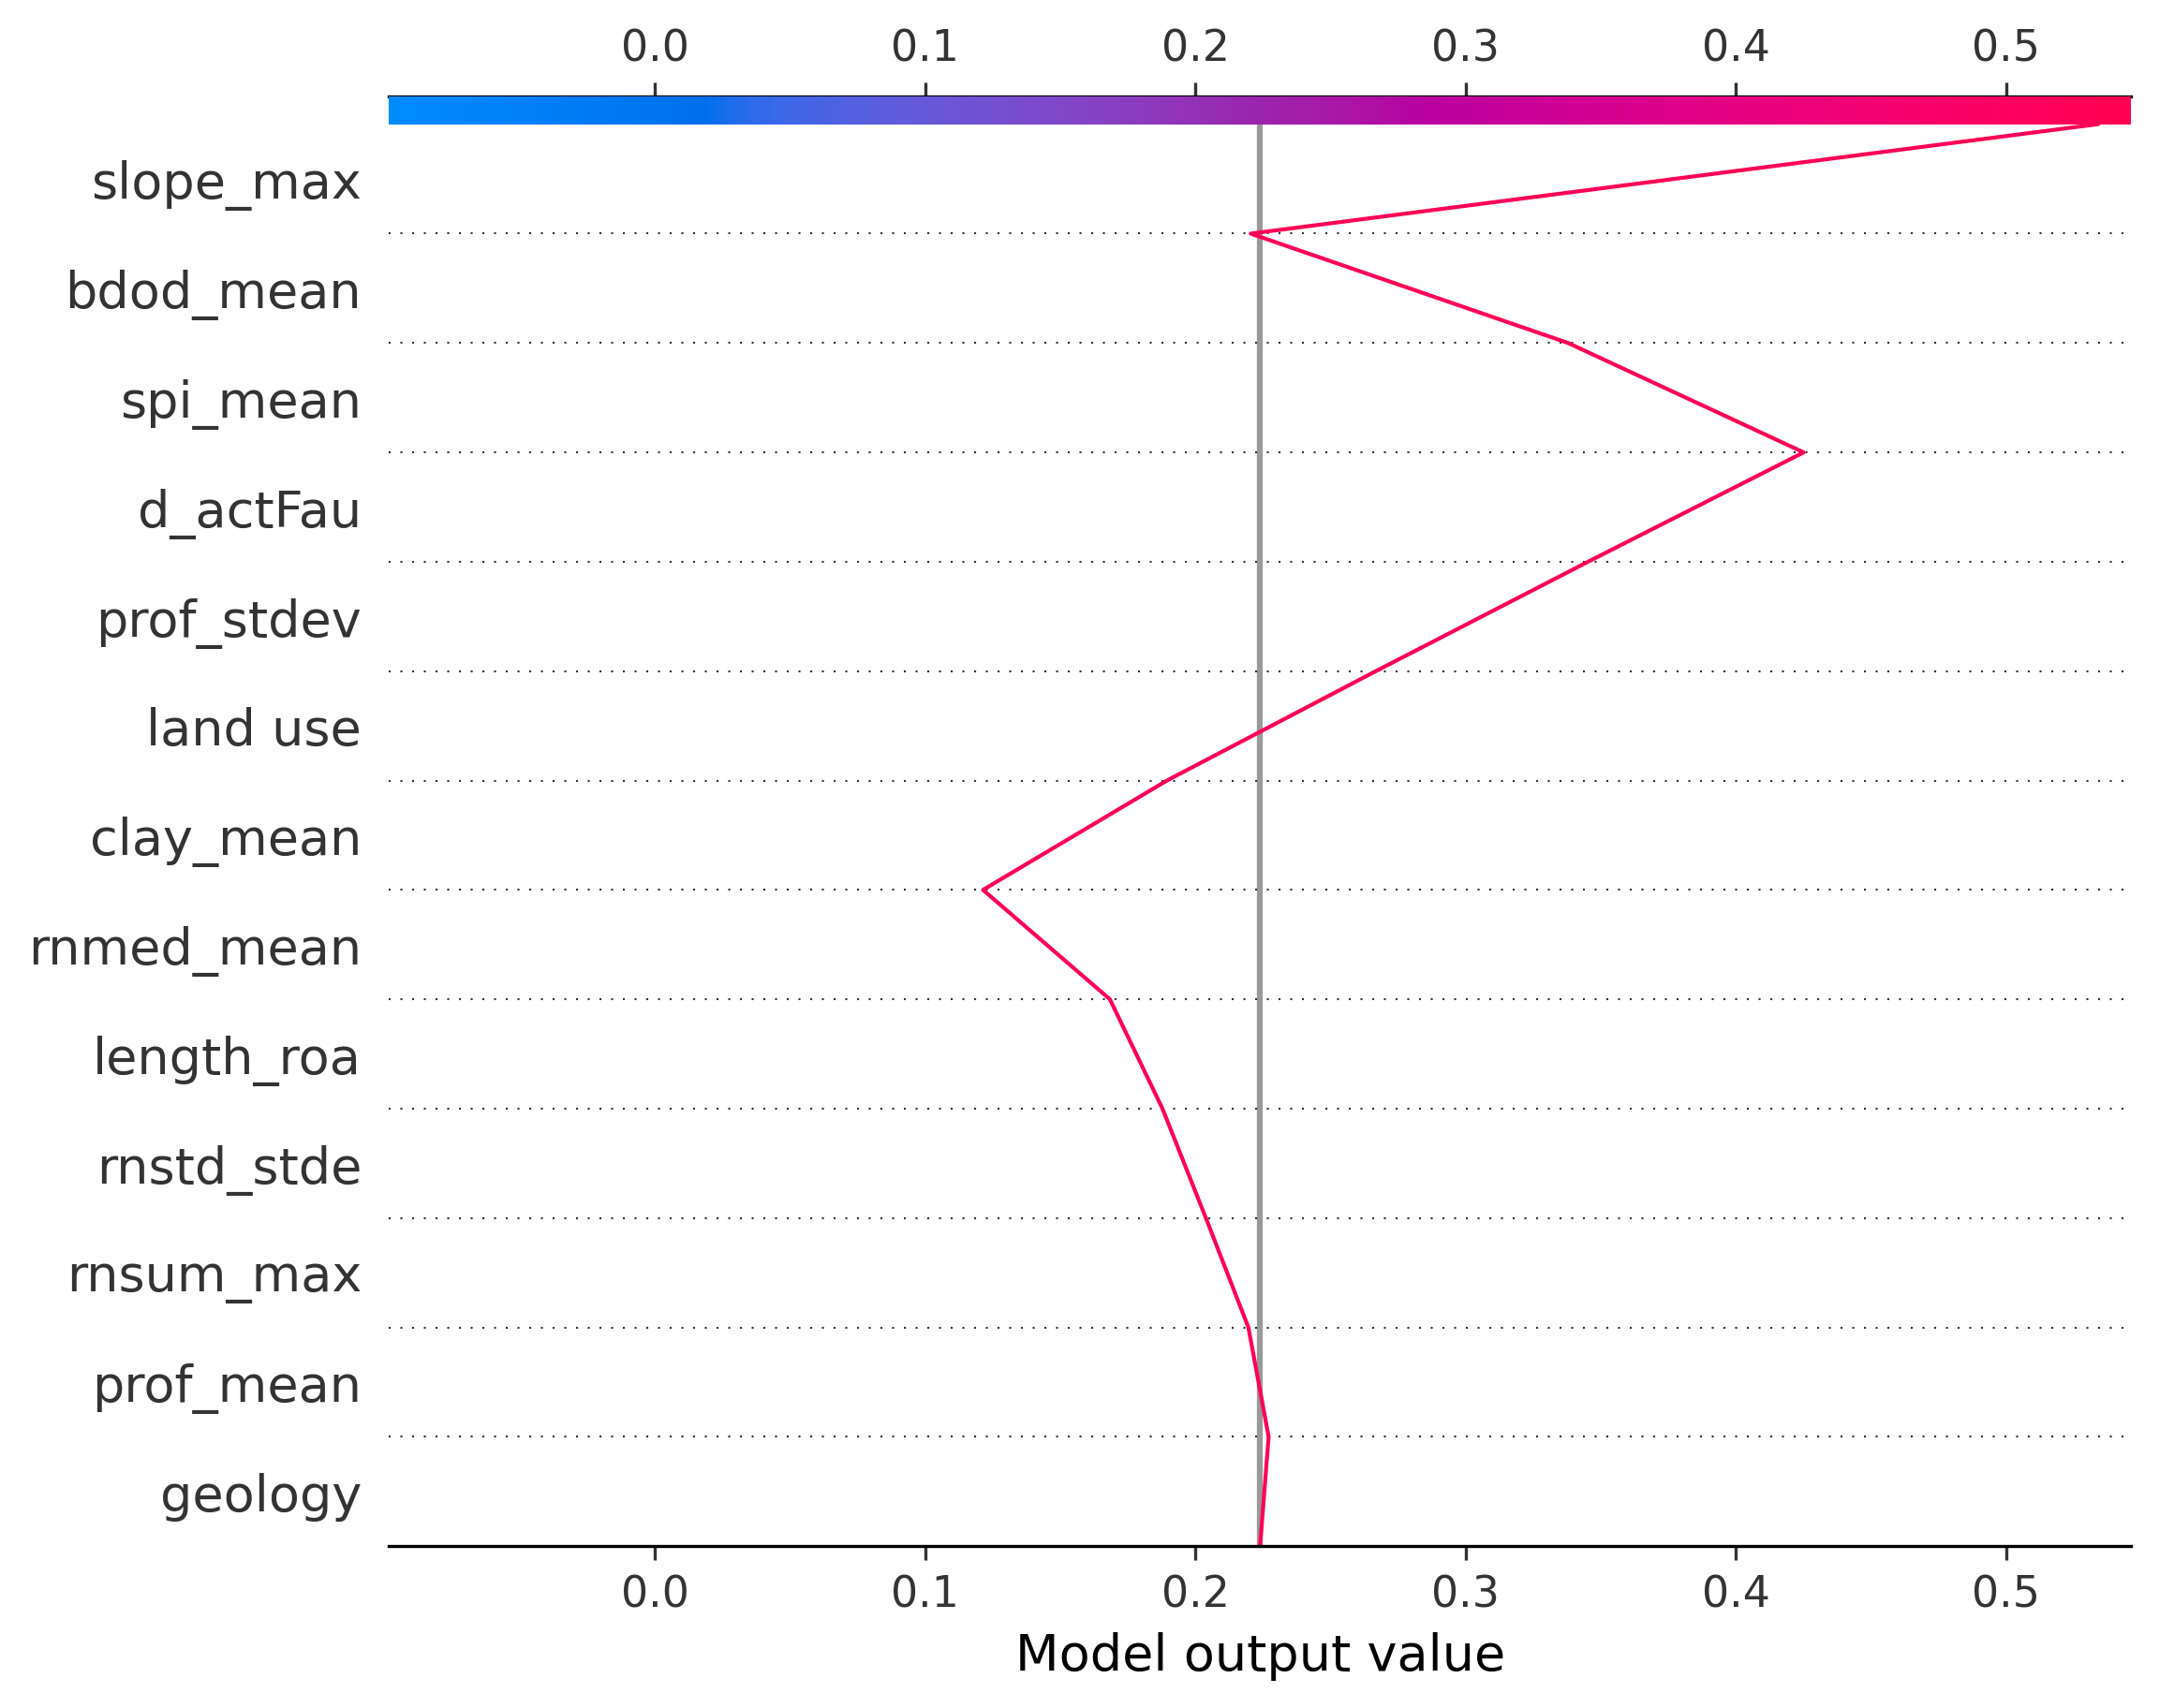 0.0 0.1 0.2 0.3 0.4 0.5
slope_max
bdod_mean
spi_mean
d_actFau
prof_stdev
land use
clay_mean
rnmed_mean
length_roa
rnstd_stde
rnsum_max
prof_mean
geology
0.0 0.1 0.2 0.3 0.4 0.5
Model output value